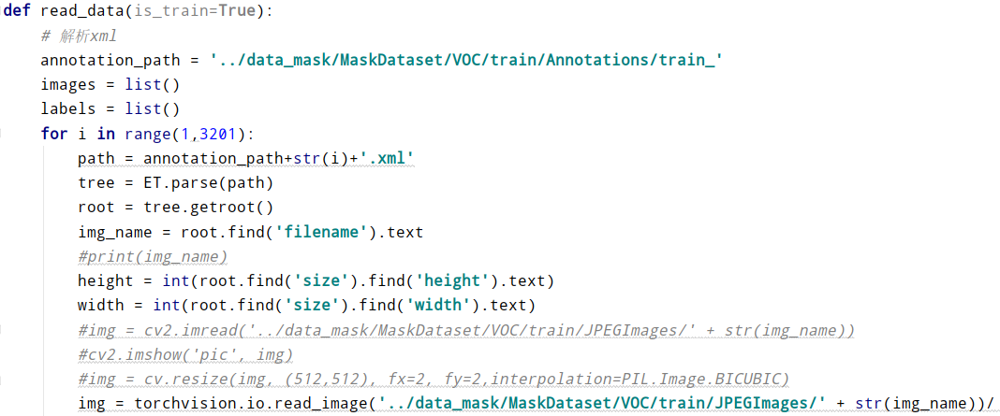 def read_data(is_train=True):
# 解析xml
annotation_path = '../data_mask/MaskDataset/VOC/train/Annotations/train_'
images = list()
labels = list()
for i in range(1,3201):
path = annotation_path+str(i)+'.xml'
tree = ET.parse(path)
root = tree.getroot()
img_name = root.find('filename').text
#print(img_name)
height = int(root.find('size').find('height').text)
width = int(root.find('size').find('width').text)
#img = cv2.imread('../data_mask/MaskDataset/VOC/train/JPEGImages/' + str(img_name))
#cv2.imshow('pic', img)
#img = cv.resize(img, (512,512), fx=2, fy=2,interpolation=PIL.Image.BICUBIC)
img = torchvision.io.read_image('../data_mask/MaskDataset/VOC/train/JPEGImages/' + str(img_name))/